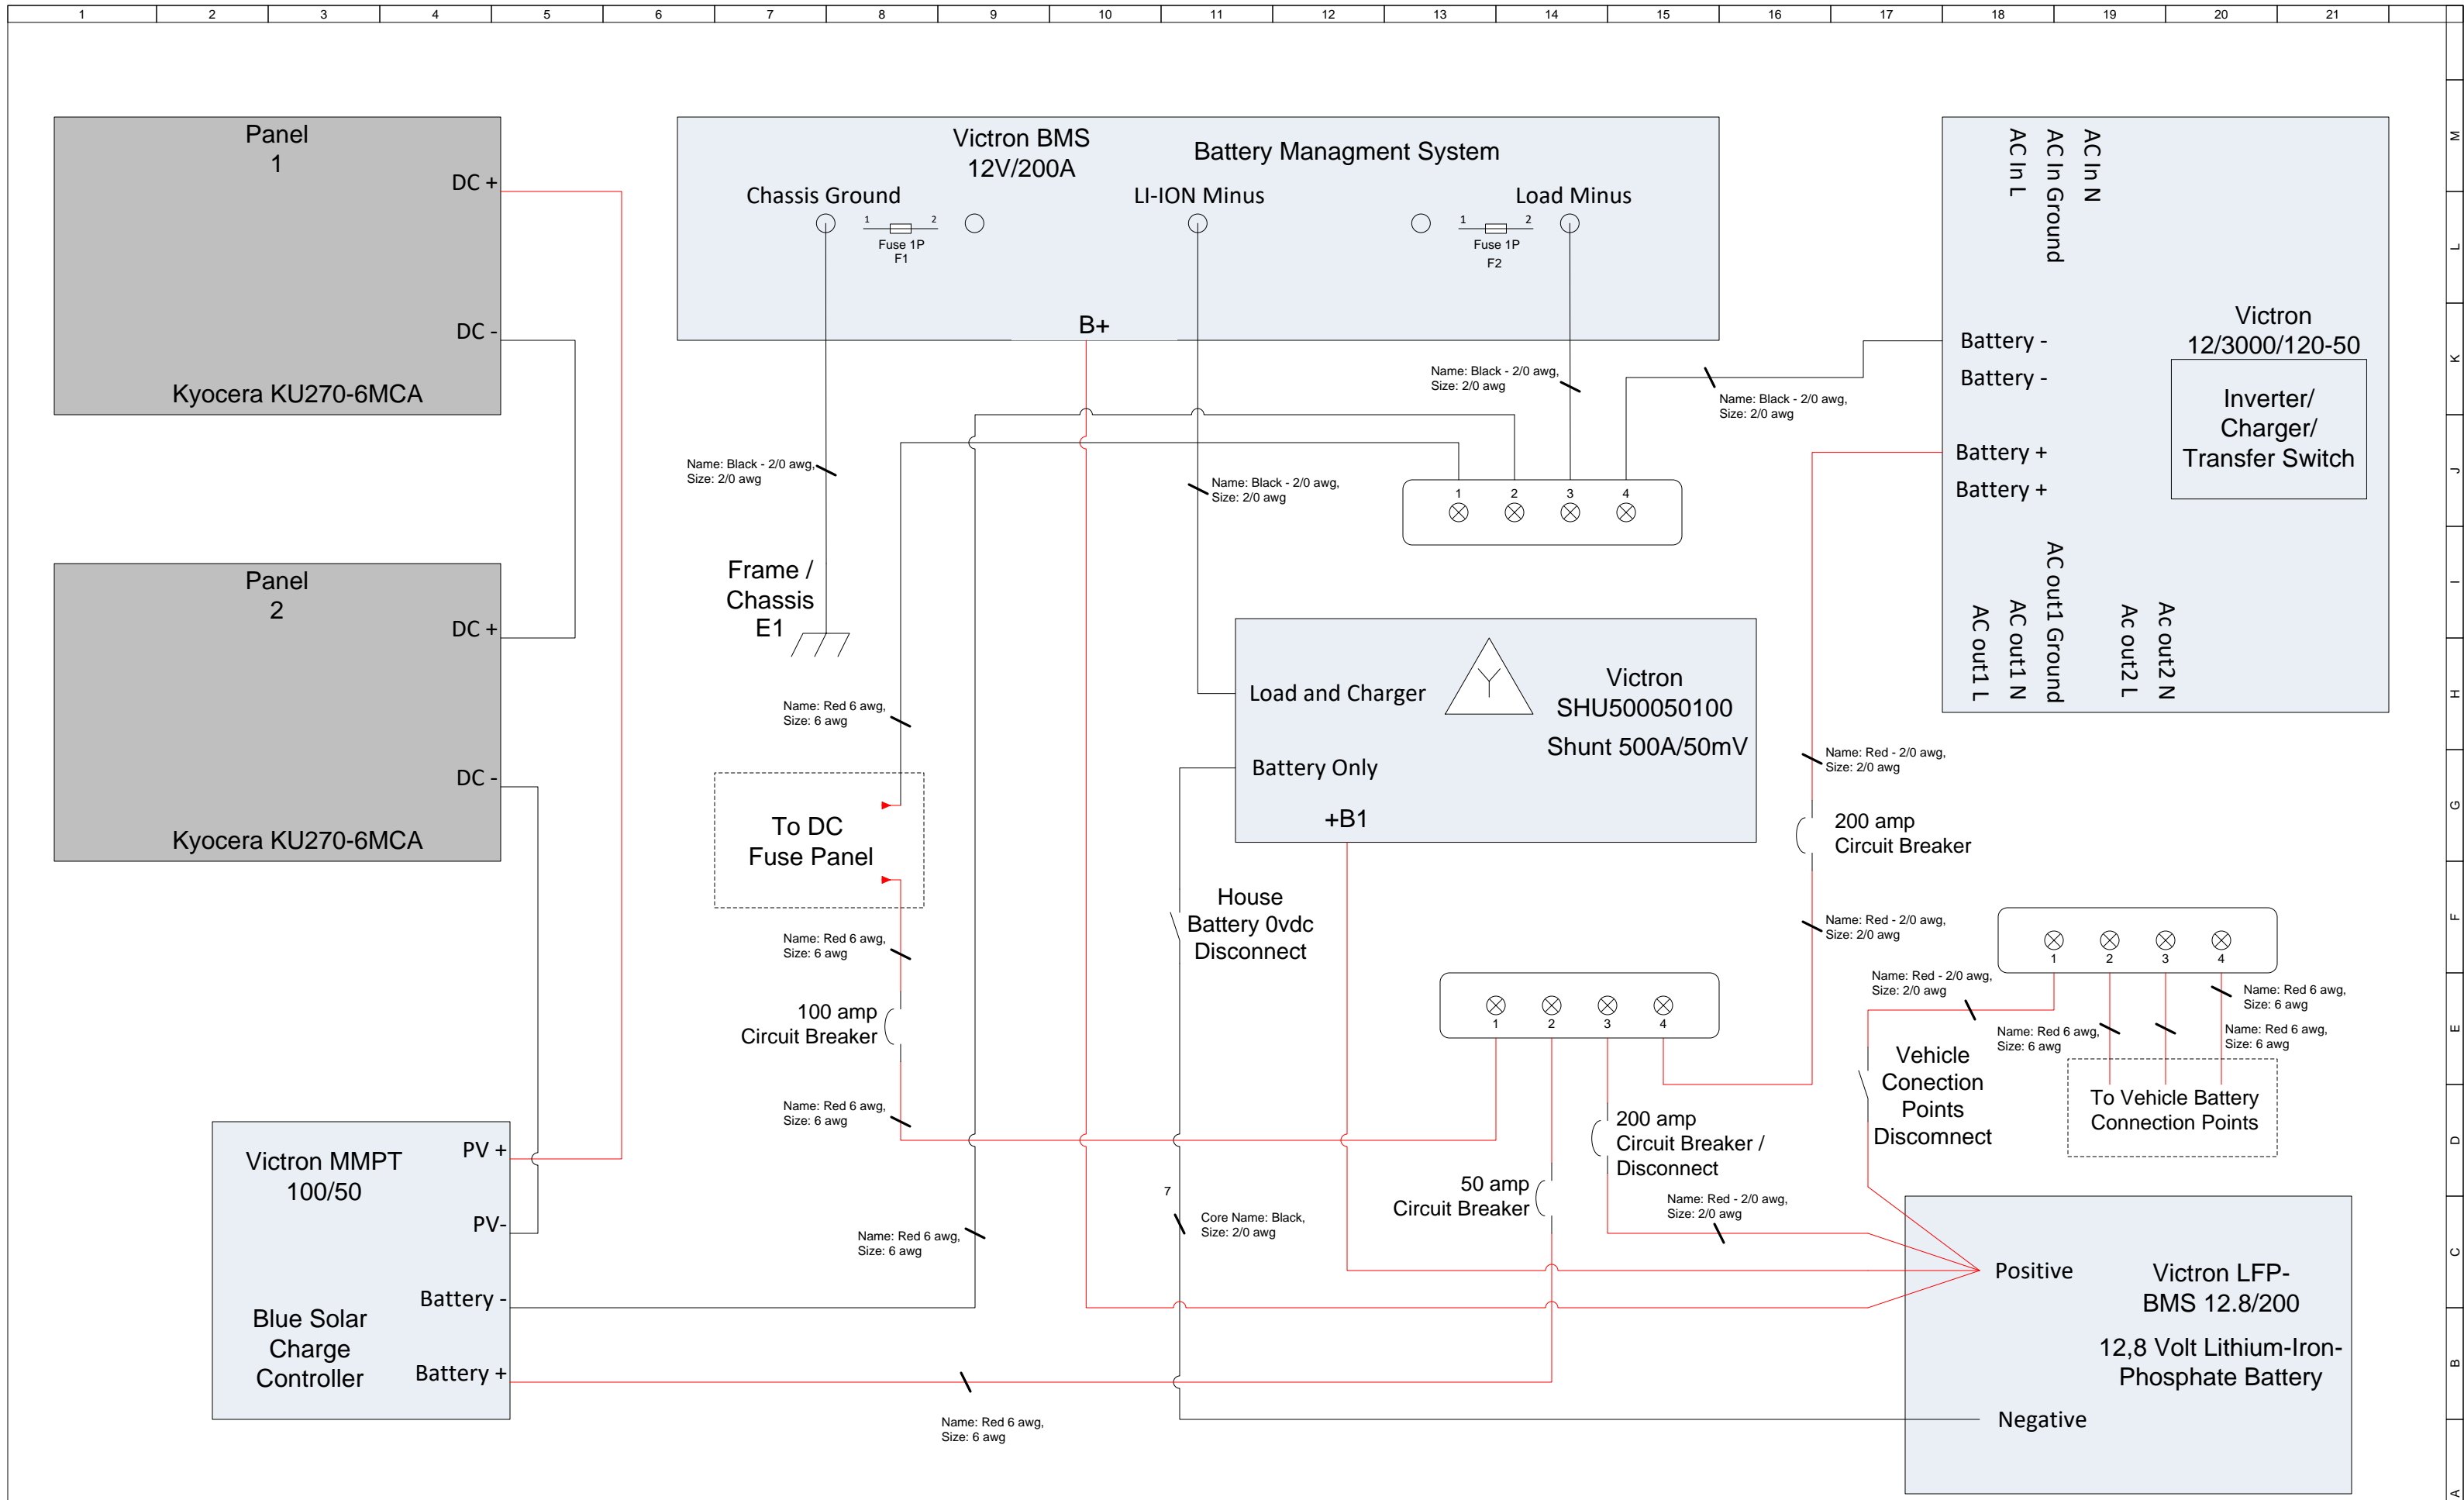 1 2 3 4 5 6 7 8 9 10 11 12 13 14 15 16 17 18 19 20 21
M
L
K
J
I
H
G
F
E
D
C
B
A
Panel
1
DC +
DC -
Kyocera KU270-6MCA
Panel
2
DC +
DC -
Kyocera KU270-6MCA
Victron MMPT
100/50
PV +
PV-
Blue Solar
Charge
Controller
Battery -
Battery +
Victron BMS
12V/200A
Battery Managment System
Chassis Ground
1 2
Fuse 1P
F1
LI-ION Minus
Load Minus
1 2
Fuse 1P
F2
B+
Name: Black - 2/0 awg,
Size: 2/0 awg
Name: Black - 2/0 awg,
Size: 2/0 awg
Name: Black - 2/0 awg,
Size: 2/0 awg
Name: Black - 2/0 awg,
Size: 2/0 awg
1 2 3 4
Frame /
Chassis
E1
Name: Red 6 awg,
Size: 6 awg
To DC
Fuse Panel
Name: Red 6 awg,
Size: 6 awg
100 amp
Circuit Breaker
Name: Red 6 awg,
Size: 6 awg
Name: Red 6 awg,
Size: 6 awg
Name: Red 6 awg,
Size: 6 awg
Load and Charger
Battery Only
+B1
Victron
SHU500050100
Shunt 500A/50mV
House
Battery 0vdc
Disconnect
7
Core Name: Black,
Size: 2/0 awg
1 2 3 4
50 amp
Circuit Breaker
200 amp
Circuit Breaker /
Disconnect
Name: Red - 2/0 awg,
Size: 2/0 awg
AC In L
AC In Ground
AC In N
Battery -
Battery -
Battery +
Battery +
Victron
12/3000/120-50
Inverter/
Charger/
Transfer Switch
AC out1 L
AC out1 N
AC out1 Ground
Ac out2 L
Ac out2 N
Name: Red - 2/0 awg,
Size: 2/0 awg
200 amp
Circuit Breaker
Name: Red - 2/0 awg,
Size: 2/0 awg
1 2 3 4
Name: Red - 2/0 awg,
Size: 2/0 awg
Name: Red 6 awg,
Size: 6 awg
Name: Red 6 awg,
Size: 6 awg
Name: Red 6 awg,
Size: 6 awg
Vehicle
Conection
Points
Discomnect
To Vehicle Battery
Connection Points
Positive
Negative
Victron LFP-
BMS 12.8/200
12,8 Volt Lithium-Iron-
Phosphate Battery